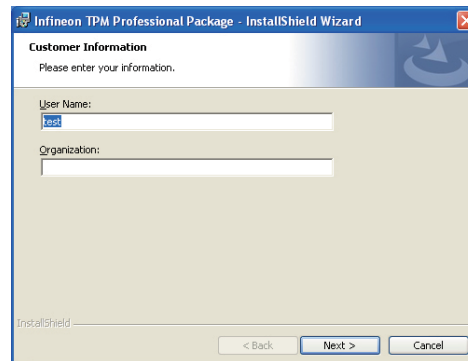 Infineon TPM Professional Package - InstallShield Wizard
Customer Information
Please enter your information.
User Name:
test
Organization:
InstallShield
< Back
Next >
Cancel